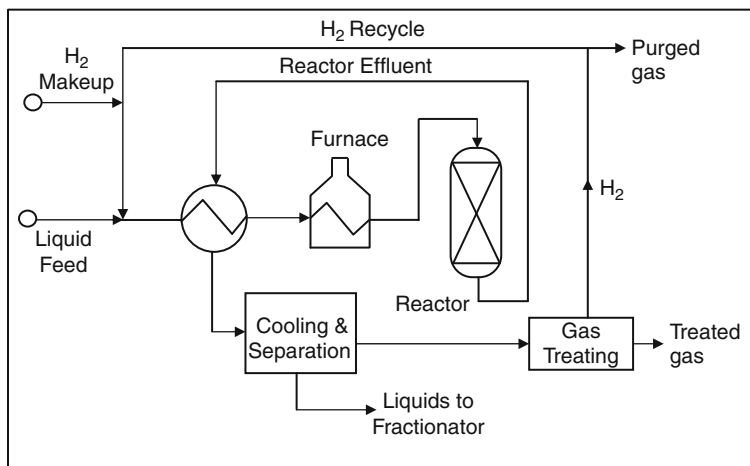 H₂ Recycle
H₂
Makeup
Purged
gas
Reactor Effluent
Furnace
H₂
Liquid
Feed
Reactor
Cooling &
Separation
Gas
Treating
Treated
gas
Liquids to
Fractionator